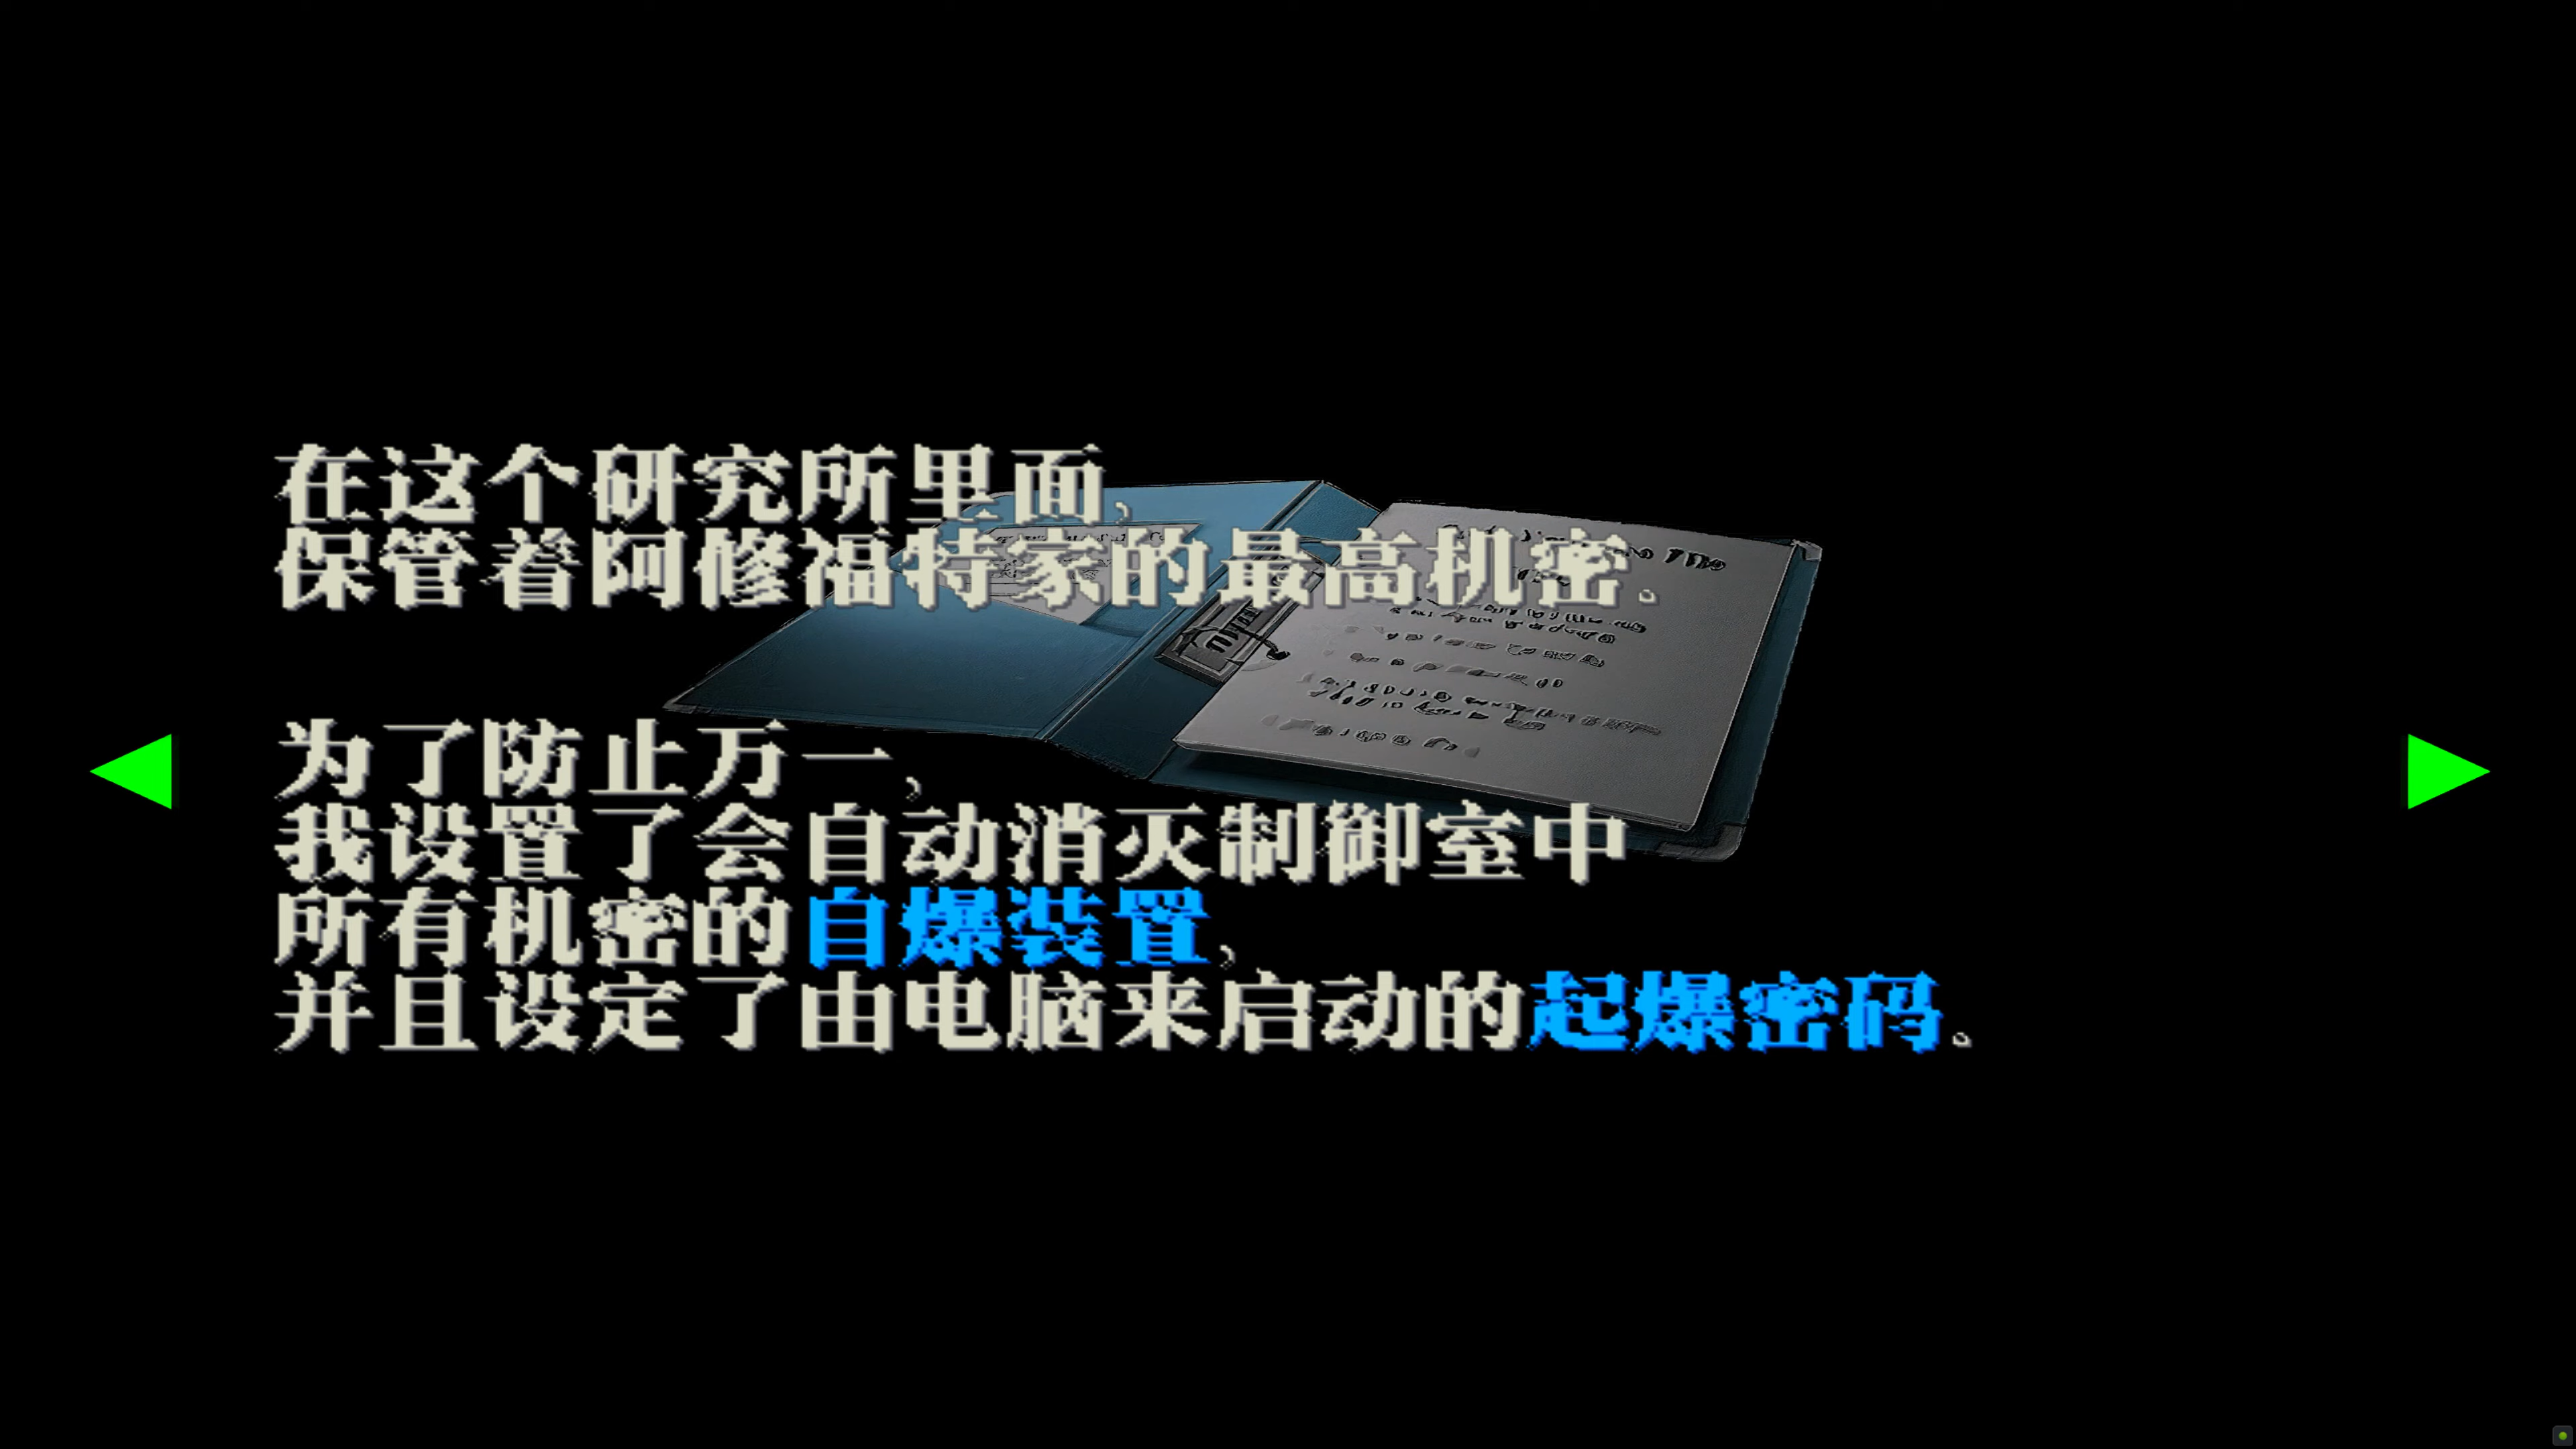 在这个研究所里面，
保管着阿修福特家的最高机密。
为了防止万一，
我设置了会自动消灭制御室中
所有机密的自爆装置，
并且设定了由电脑来启动的起爆密码。